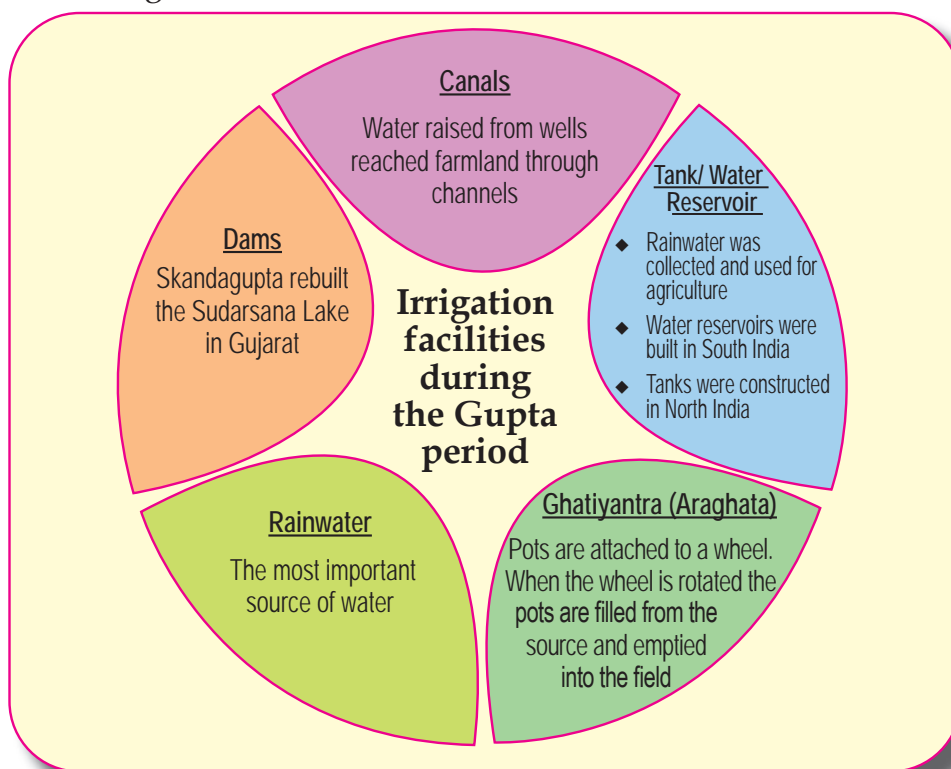 Canals
Water raised from wells
reached farmland through
channels
Tank/ Water
Reservoir
◆ Rainwater was
collected and used for
agriculture
◆ Water reservoirs were
built in South India
◆ Tanks were constructed
in North India
Ghatiyantra (Araghata)
Pots are attached to a wheel.
When the wheel is rotated the
pots are filled from the
source and emptied
into the field
Rainwater
The most important
source of water
Dams
Skandagupta rebuilt
the Sudarsana Lake
in Gujarat
Irrigation
facilities
during
the Gupta
period